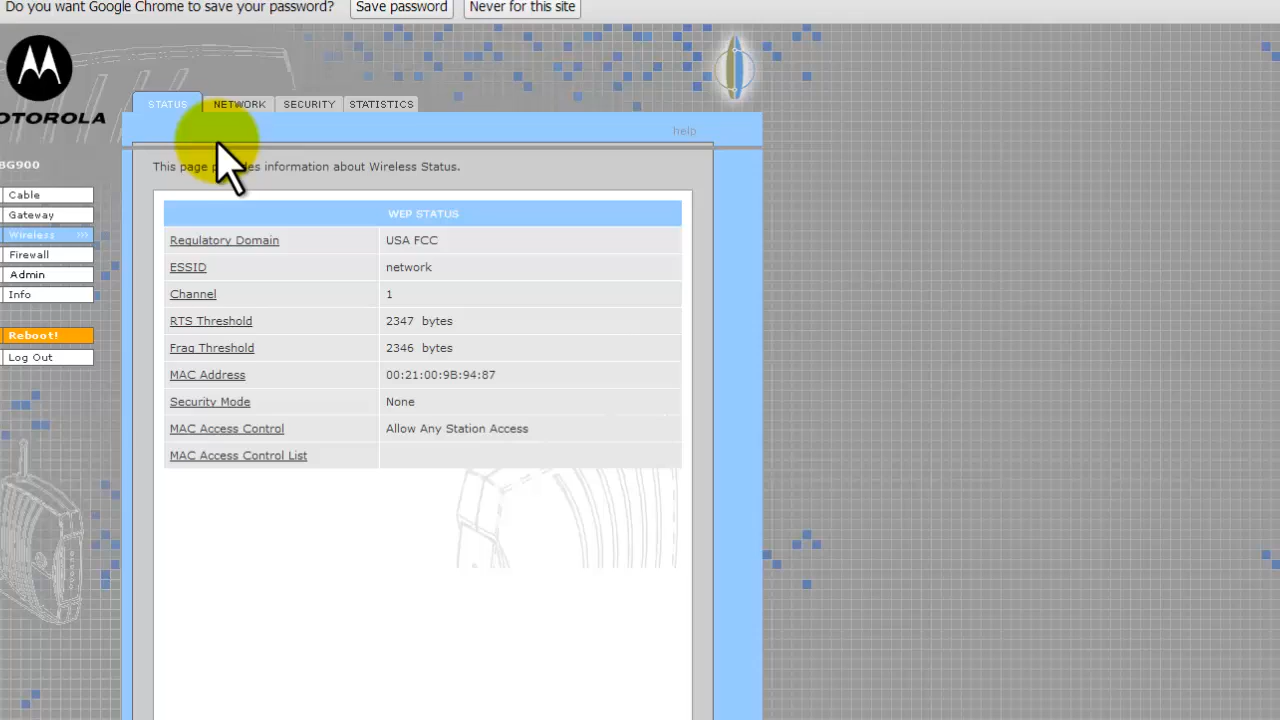 Do you want Google Chrome to save your password? Save password Never for this site
OTOROLA
STATUS NETWORK SECURITY STATISTICS
help
BG900
This page p des information about Wireless Status.
Cable
Gateway
Wireless >>>
Firewall
Admin
Info
Reboot!
Log Out
WEP STATUS
Regulatory Domain USA FCC
ESSID network
Channel 1
RTS Threshold 2347 bytes
Frag Threshold 2346 bytes
MAC Address 00:21:00:9B:94:87
Security Mode None
MAC Access Control Allow Any Station Access
MAC Access Control List